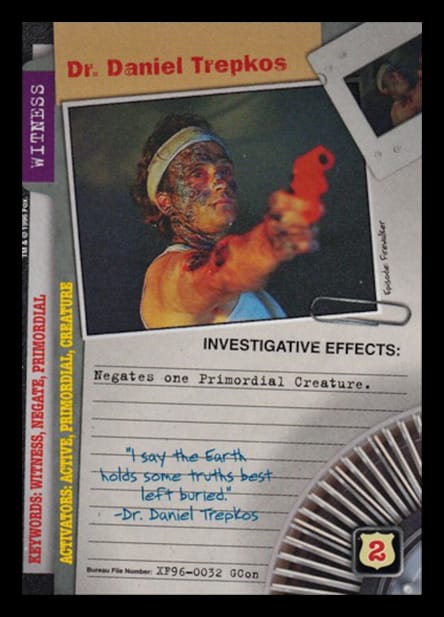 Dr. Daniel Trepkos
WITNESS
TM & © 1996 Fox.
Episode: Firewalker
KEYWORDS: WITNESS, NEGATE, PRIMORDIAL
ACTIVATORS: ACTIVE, PRIMORDIAL, CREATURE
INVESTIGATIVE EFFECTS:
Negates one Primordial Creature.
"I say the Earth
holds some truths best
left buried."
-Dr. Daniel Trepkos
2
Bureau File Number: XF96-0032 GCon